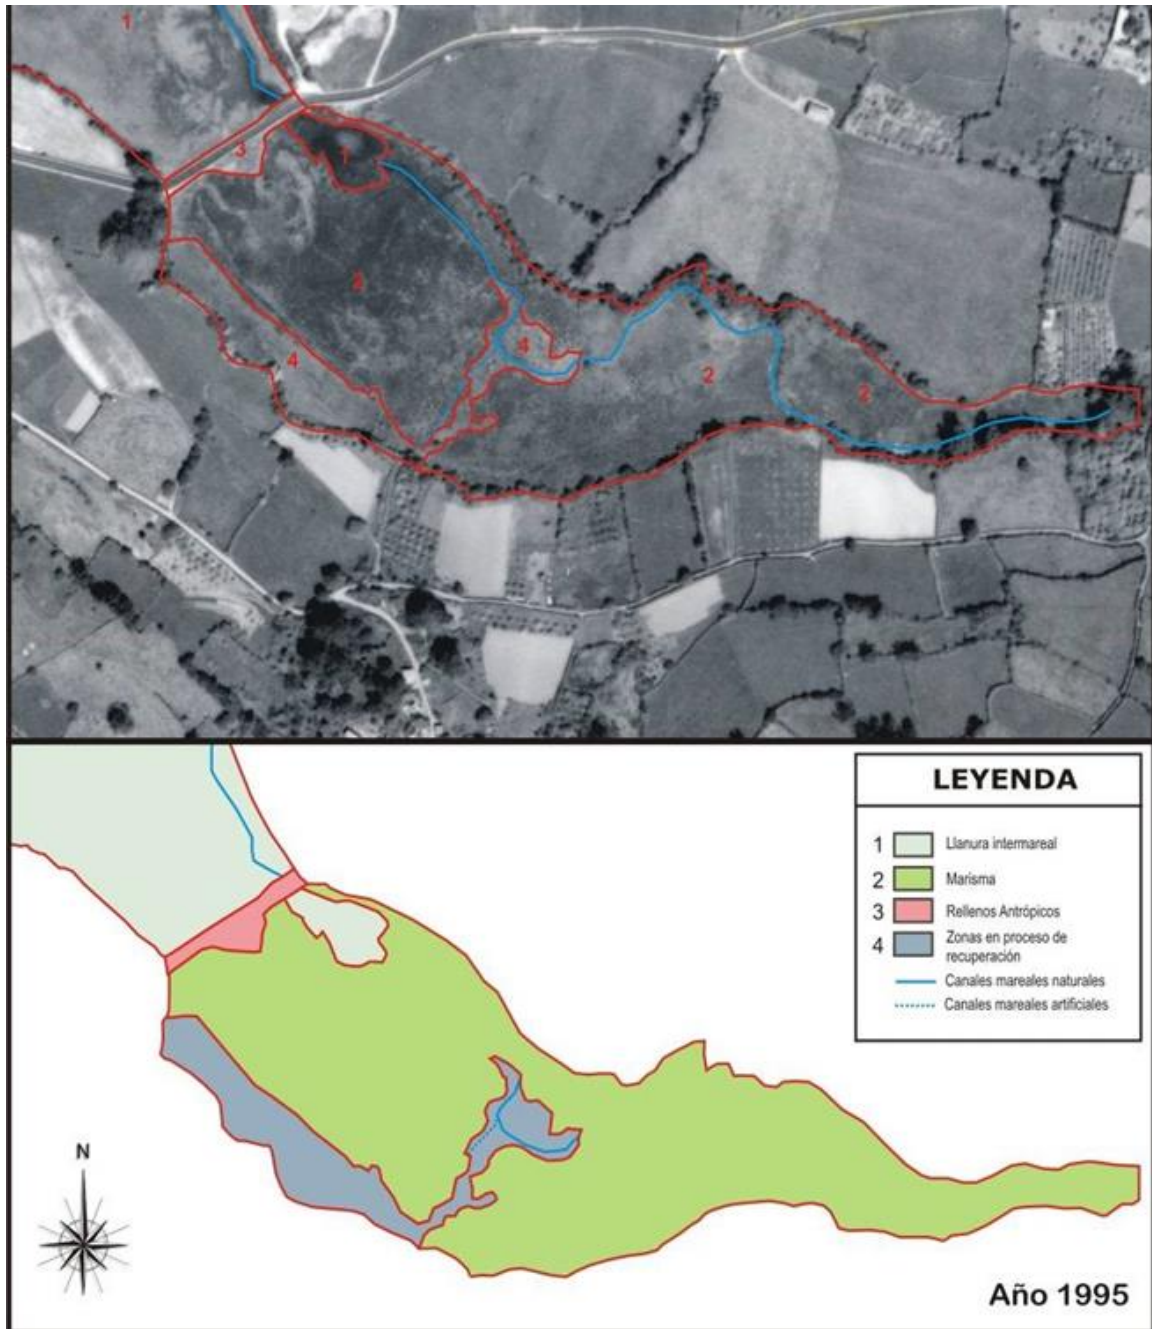 1
3
1
2
4
4
2
2
LEYENDA
1 Llanura intermareal
2 Marisma
3 Rellenos Antrópicos
4 Zonas en proceso de
recuperación
Canales mareales naturales
Canales mareales artificiales
N
Año 1995